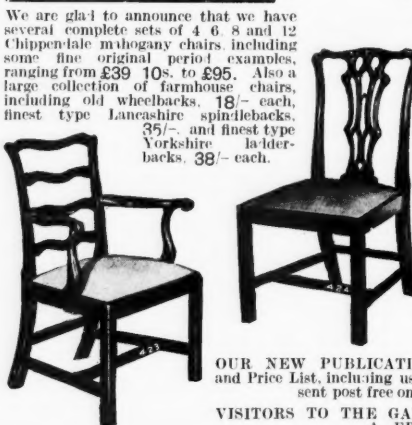 We are glad to announce that we have
several complete sets of 4 6 8 and 12
Chippendale mahogany chairs including
some fine original period examples,
ranging from £39 10s. to £95. Also a
large collection of farmhouse chairs,
including old wheelbacks, 18/- each,
finest type Lancashire spindlebacks,
35/-. and finest type
Yorkshire ladder-
backs, 38/- each.
424
423
OUR NEW PUBLICATI
and Price List, including us
sent post free on
VISITORS TO THE GA